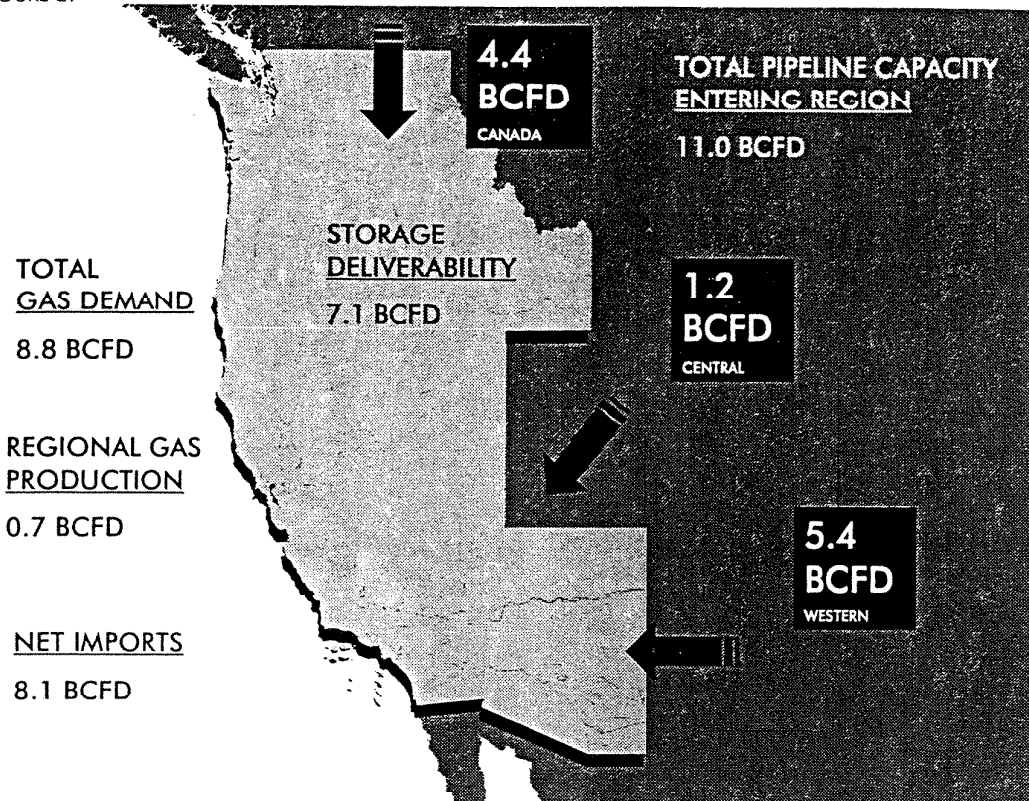 4.4
BCFD
CANADA
TOTAL PIPELINE CAPACITY
ENTERING REGION
11.0 BCFD
STORAGE
DELIVERABILITY
7.1 BCFD
TOTAL
GAS DEMAND
8.8 BCFD
1.2
BCFD
CENTRAL
REGIONAL GAS
PRODUCTION
0.7 BCFD
5.4
BCFD
WESTERN
NET IMPORTS
8.1 BCFD